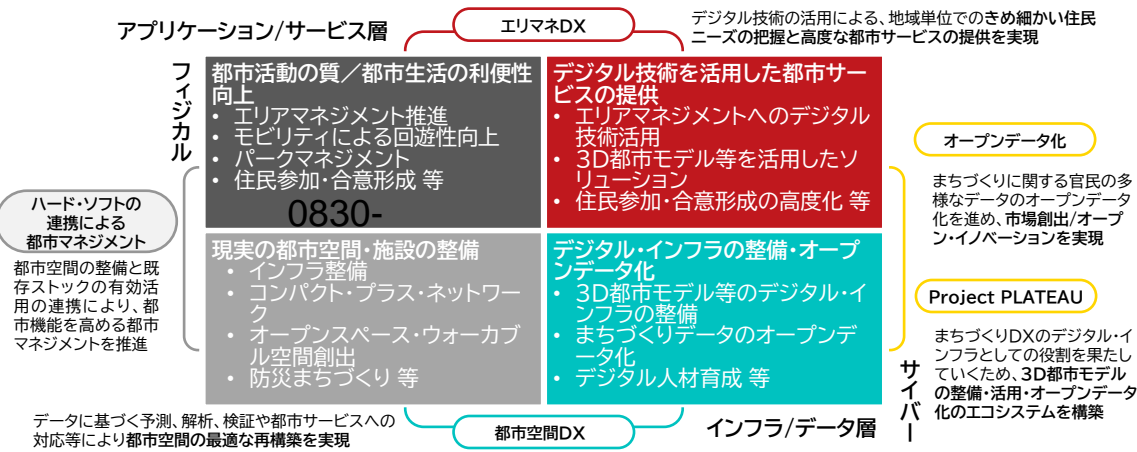 アプリケーション/サービス層
エリマネDX
デジタル技術の活用による、地域単位でのきめ細かい住民
ニーズの把握と高度な都市サービスの提供を実現
フィジカル
都市活動の質／都市生活の利便性
向上
• エリアマネジメント推進
• モビリティによる回遊性向上
• パークマネジメント
• 住民参加・合意形成 等
0830-
デジタル技術を活用した都市サー
ビスの提供
• エリアマネジメントへのデジタル
技術活用
• 3D都市モデル等を活用したソ
リューション
• 住民参加・合意形成の高度化 等
オープンデータ化
まちづくりに関する官民の多
様なデータのオープンデータ
化を進め、市場創出/オープ
ン・イノベーションを実現
ハード・ソフトの
連携による
都市マネジメント
都市空間の整備と既
存ストックの有効活
用の連携により、都
市機能を高める都市
マネジメントを推進
現実の都市空間・施設の整備
• インフラ整備
• コンパクト・プラス・ネットワー
ク
• オープンスペース・ウォーカブ
ル空間創出
• 防災まちづくり 等
デジタル・インフラの整備・オープ
ンデータ化
• 3D都市モデル等のデジタル・イ
ンフラの整備
• まちづくりデータのオープンデ
ータ化
• デジタル人材育成 等
Project PLATEAU
まちづくりDXのデジタル・イ
ンフラとしての役割を果たし
ていくため、3D都市モデル
の整備・活用・オープンデータ
化のエコシステムを構築
サイバー
データに基づく予測、解析、検証や都市サービスへの
対応等により都市空間の最適な再構築を実現
都市空間DX
インフラ/データ層